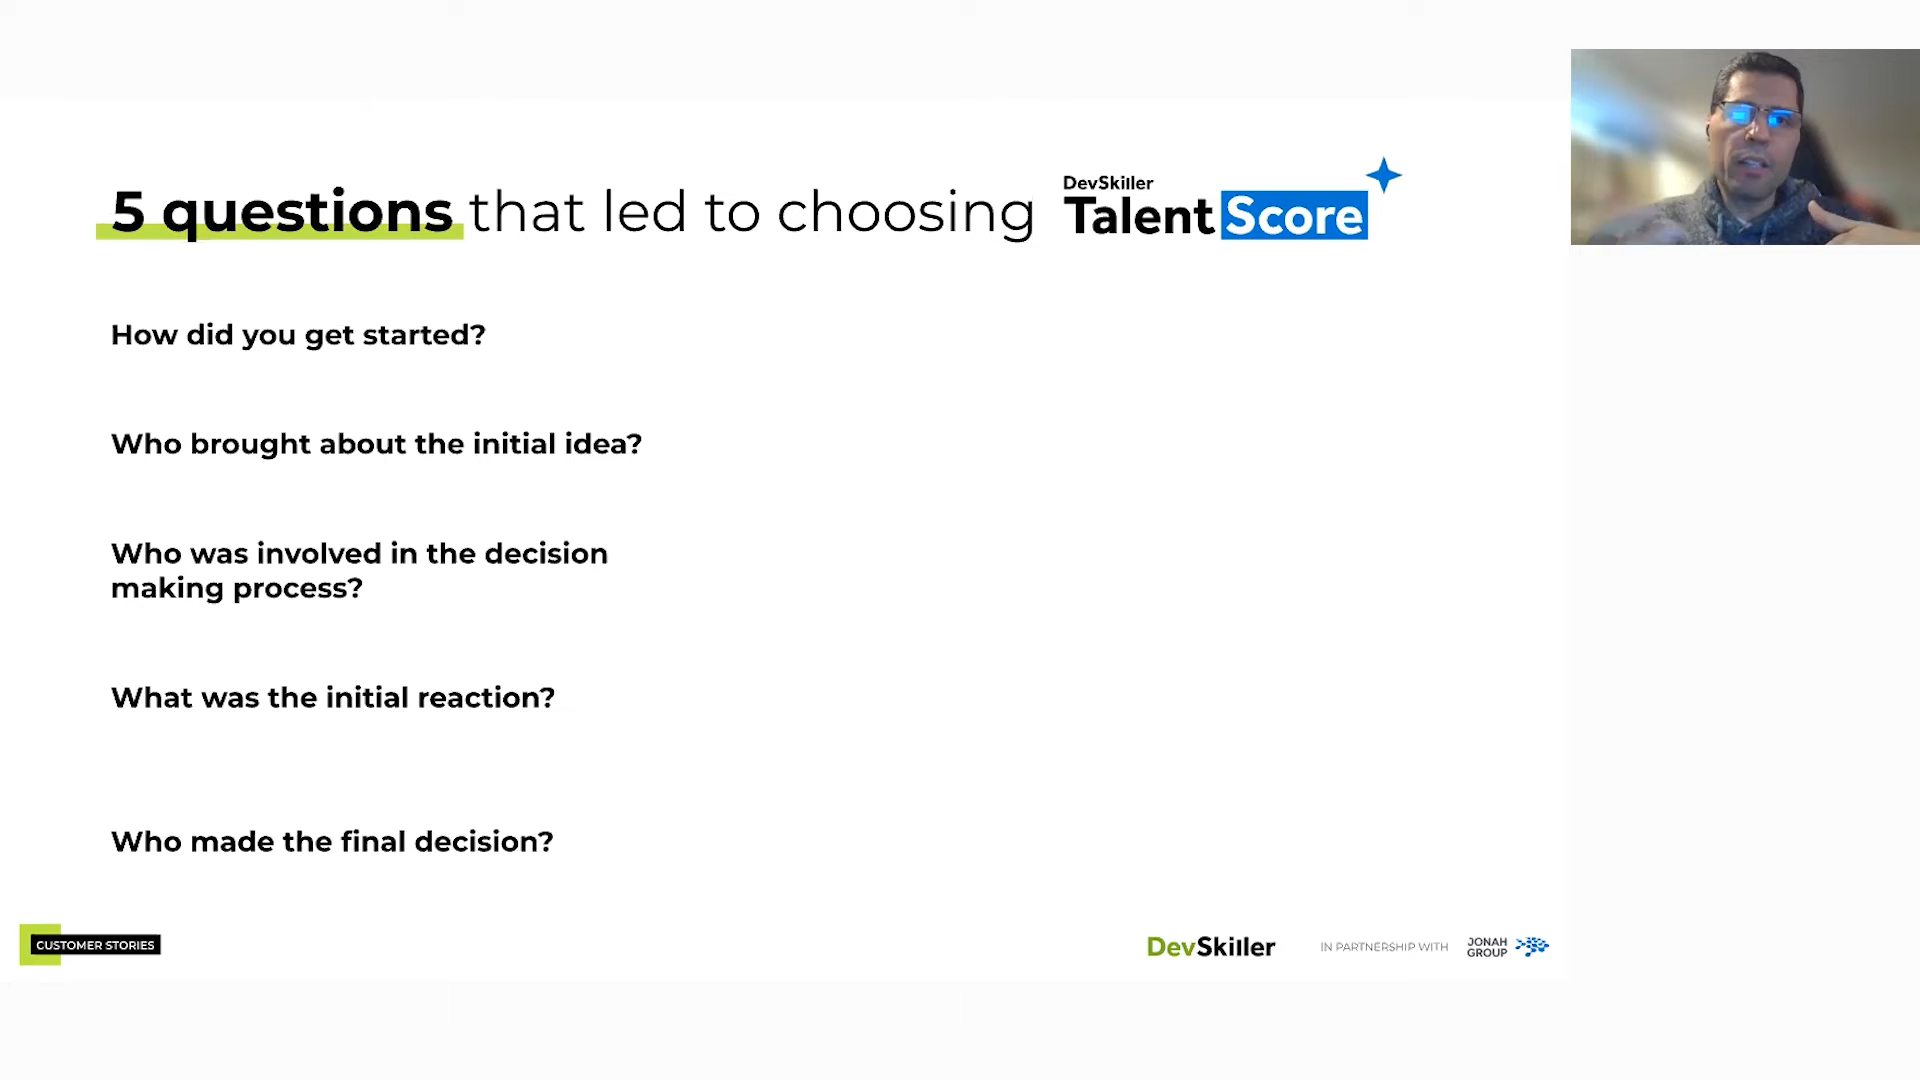 5 questions that led to choosing DevSkiller TalentScore
How did you get started?
Who brought about the initial idea?
Who was involved in the decision
making process?
What was the initial reaction?
Who made the final decision?
CUSTOMER STORIES
DevSkiller IN PARTNERSHIP WITH JONAH GROUP